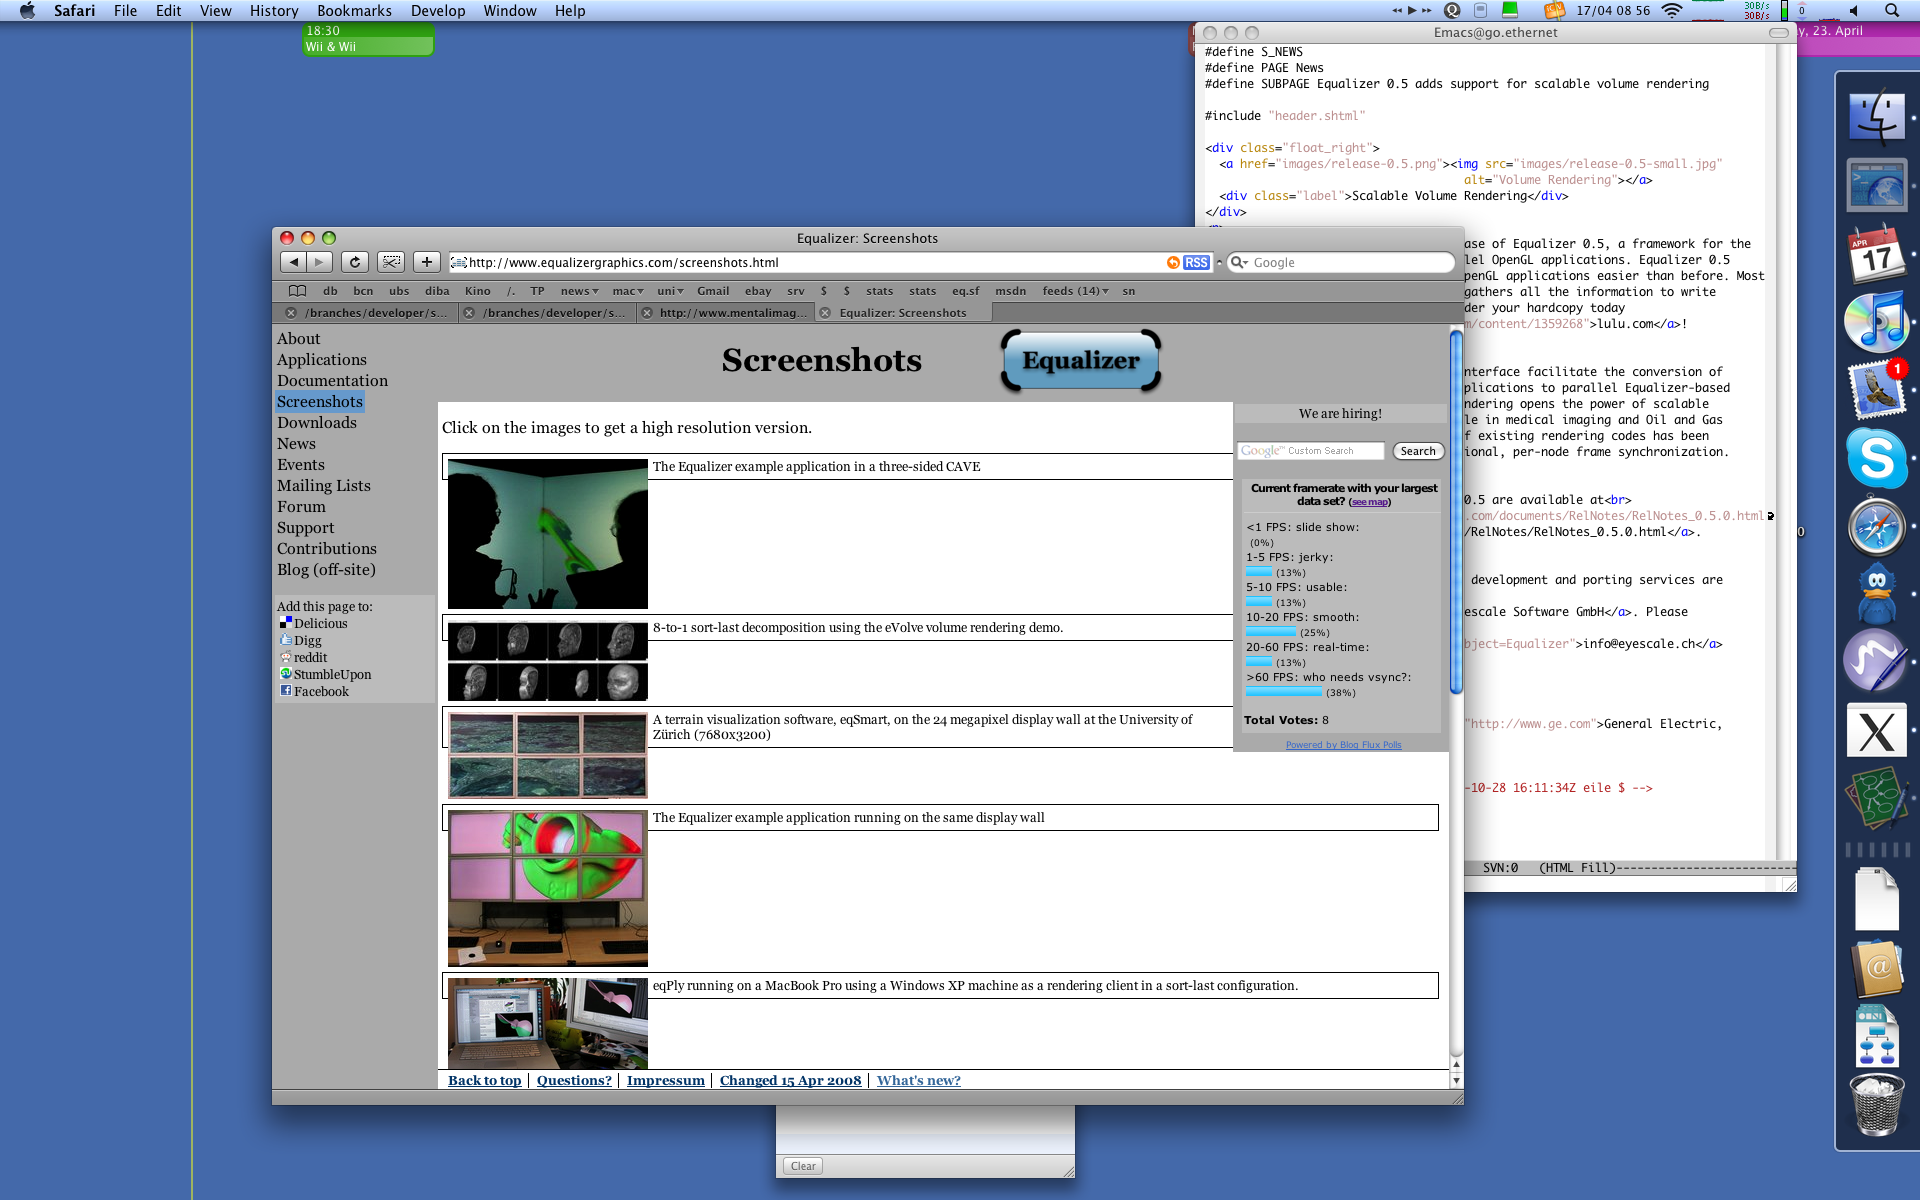 Safari File Edit View History Bookmarks Develop Window Help
17/04 08 56
30B/s
30B/s
0
18:30
Wii & Wii
y, 23. April
Emacs@go.ethernet
#define S_NEWS
#define PAGE News
#define SUBPAGE Equalizer 0.5 adds support for scalable volume rendering
#include "header.shtml"
<div class="float_right">
<a href="images/release-0.5.png"><img src="images/release-0.5-small.jpg"
alt="Volume Rendering"></a>
<div class="label">Scalable Volume Rendering</div>
</div>
ase of Equalizer 0.5, a framework for the
lel OpenGL applications. Equalizer 0.5
penGL applications easier than before. Most
gathers all the information to write
der your hardcopy today
m/content/1359268">lulu.com</a>!
nterface facilitate the conversion of
plications to parallel Equalizer-based
ndering opens the power of scalable
le in medical imaging and Oil and Gas
f existing rendering codes has been
ional, per-node frame synchronization.
0.5 are available at<br>
.com/documents/RelNotes/RelNotes_0.5.0.html
/RelNotes/RelNotes_0.5.0.html</a>.
development and porting services are
escale Software GmbH</a>. Please
bject=Equalizer">info@eyescale.ch</a>
"http://www.ge.com">General Electric,
-10-28 16:11:34Z eile $ -->
SVN:0 (HTML Fill)
Equalizer: Screenshots
http://www.equalizergraphics.com/screenshots.html
RSS
Google
db bcn ubs diba Kino /. TP news mac uni Gmail ebay srv $ $ stats stats eq.sf msdn feeds (14) sn
/branches/developer/s... /branches/developer/s... http://www.mentalimag... Equalizer: Screenshots
About
Applications
Documentation
Screenshots
Downloads
News
Events
Mailing Lists
Forum
Support
Contributions
Blog (off-site)
Add this page to:
Delicious
Digg
reddit
StumbleUpon
Facebook
Screenshots
Equalizer
Click on the images to get a high resolution version.
The Equalizer example application in a three-sided CAVE
8-to-1 sort-last decomposition using the eVolve volume rendering demo.
A terrain visualization software, eqSmart, on the 24 megapixel display wall at the University of
Zürich (7680x3200)
The Equalizer example application running on the same display wall
eqPly running on a MacBook Pro using a Windows XP machine as a rendering client in a sort-last configuration.
We are hiring!
Google™ Custom Search
Search
Current framerate with your largest
data set? (see map)
<1 FPS: slide show:
(0%)
1-5 FPS: jerky:
(13%)
5-10 FPS: usable:
(13%)
10-20 FPS: smooth:
(25%)
20-60 FPS: real-time:
(13%)
>60 FPS: who needs vsync?:
(38%)
Total Votes: 8
Powered by Blog Flux Polls
Back to top | Questions? | Impressum | Changed 15 Apr 2008 | What's new?
Clear
APR
17
1